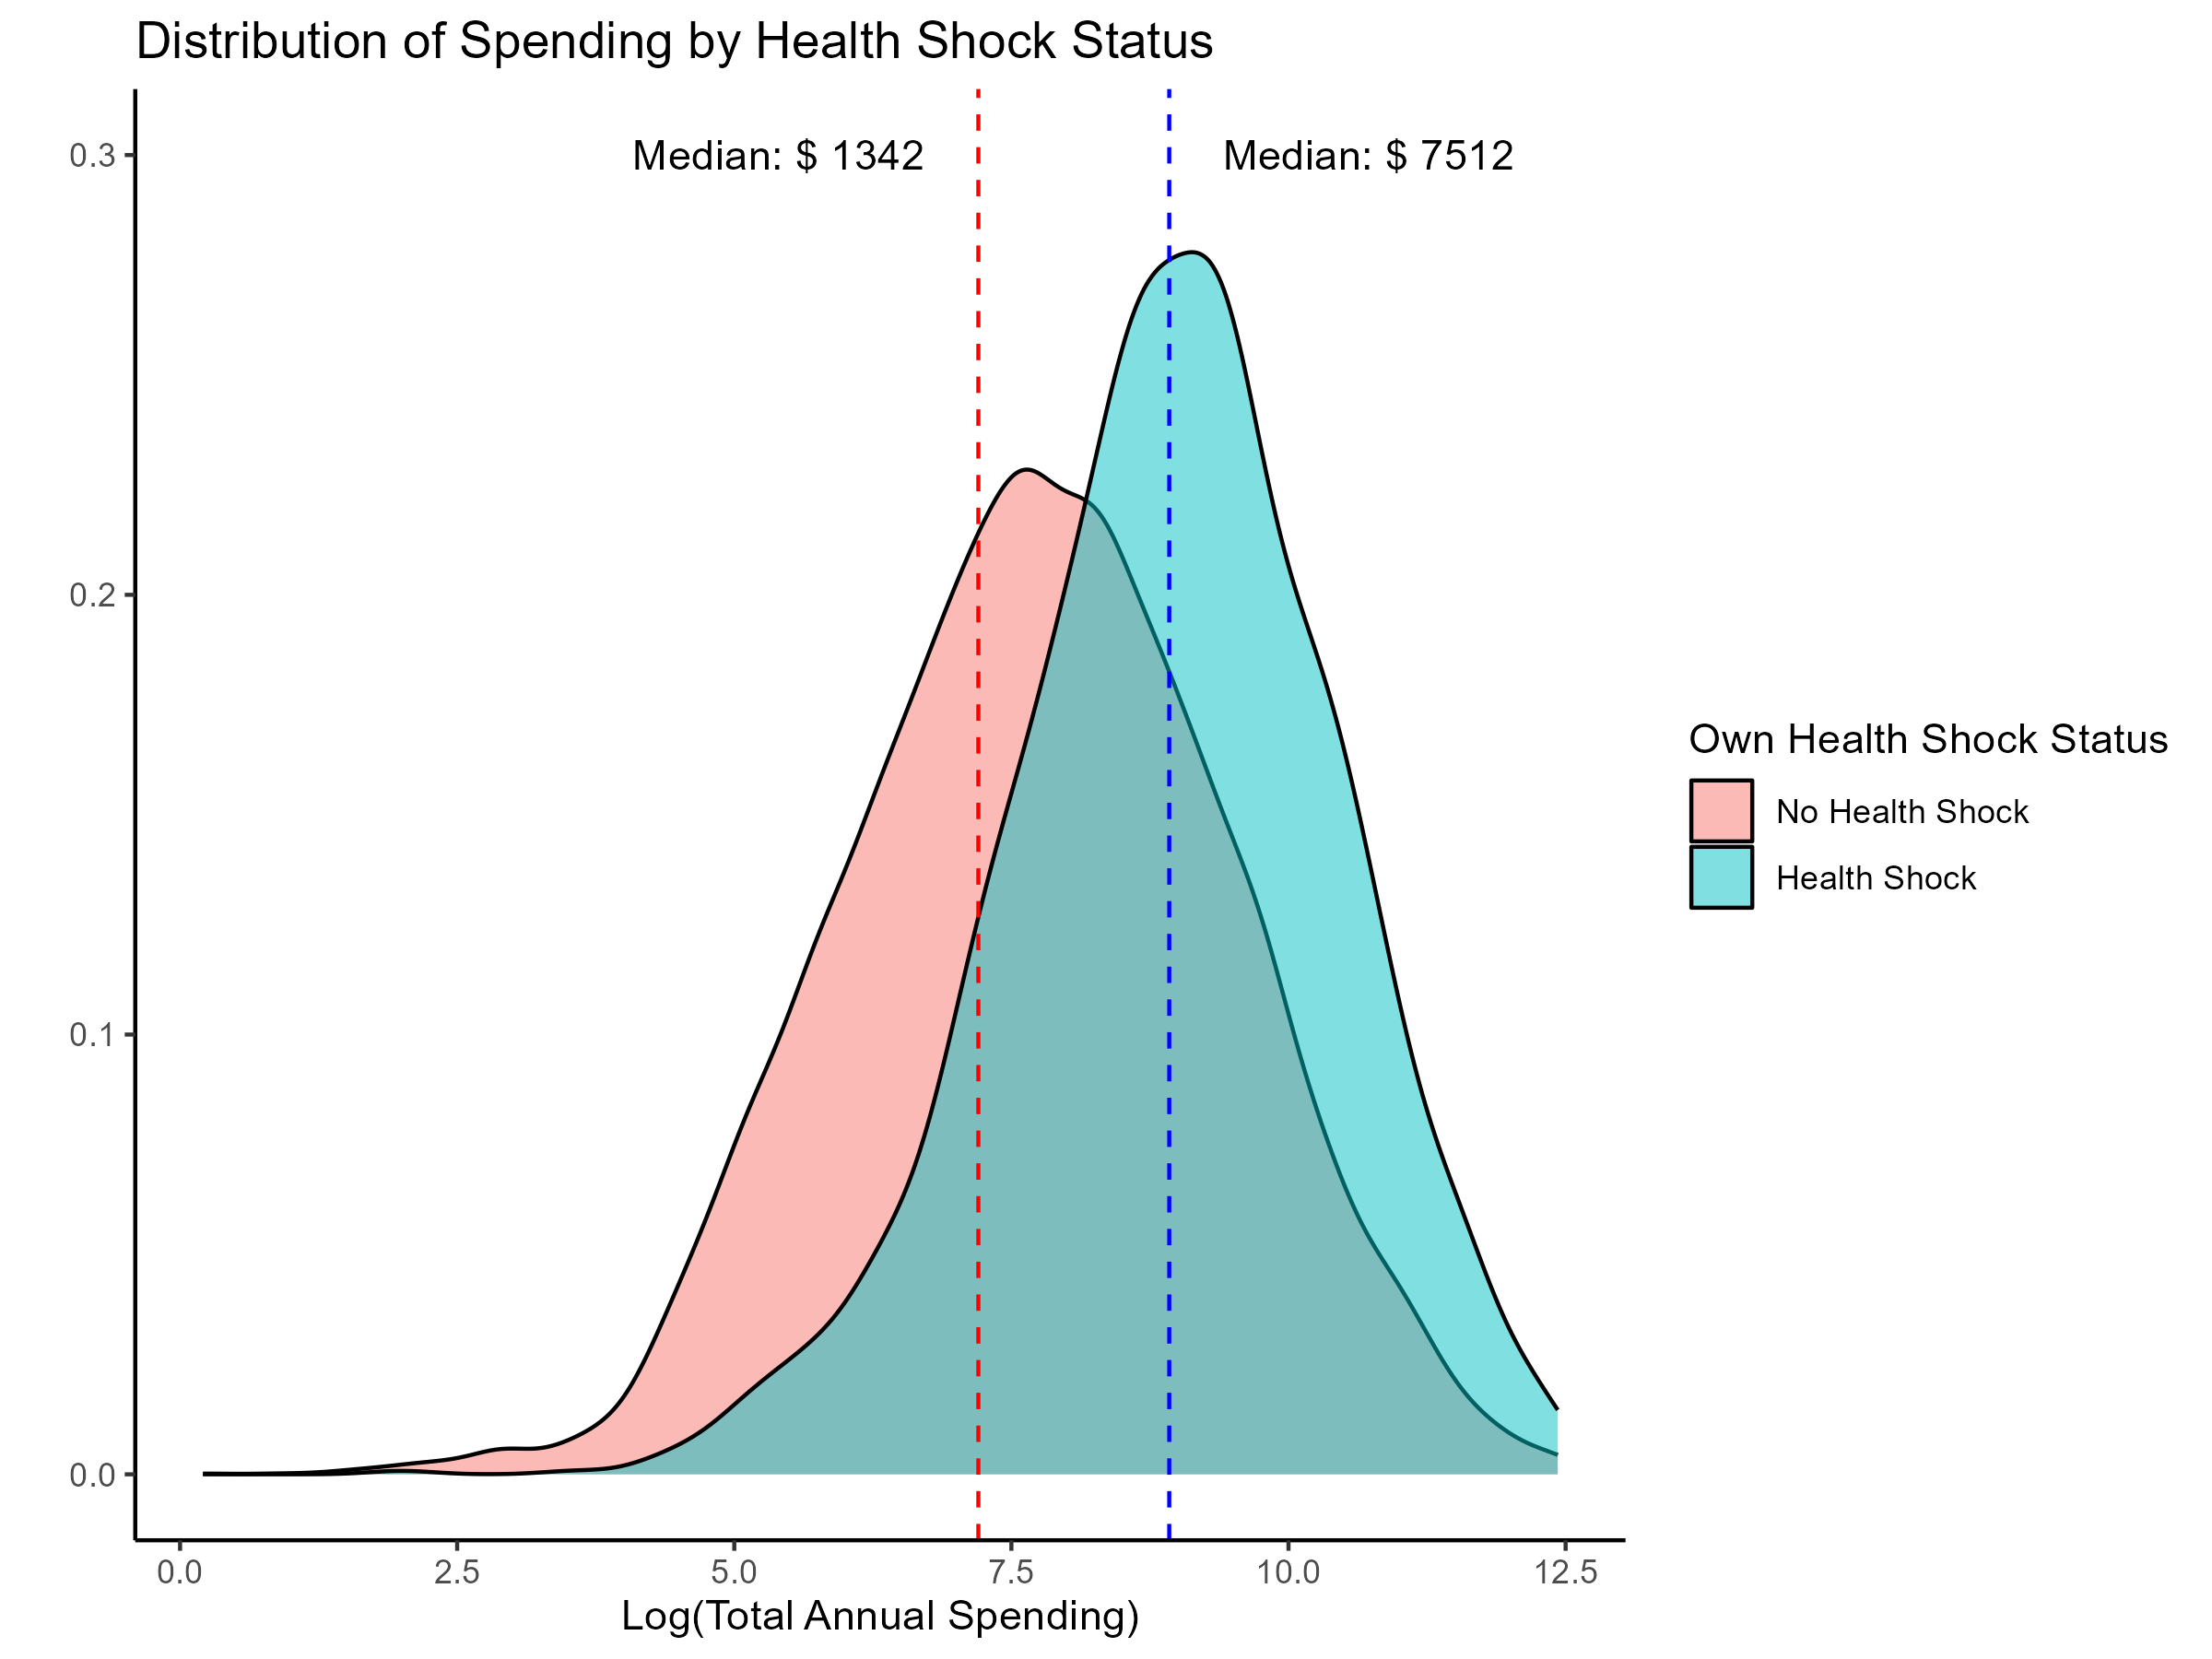 Distribution of Spending by Health Shock Status
Median: $ 1342
Median: $ 7512
0.3
0.2
0.1
0.0
0.0
2.5
5.0
7.5
10.0
12.5
Log(Total Annual Spending)
Own Health Shock Status
No Health Shock
Health Shock